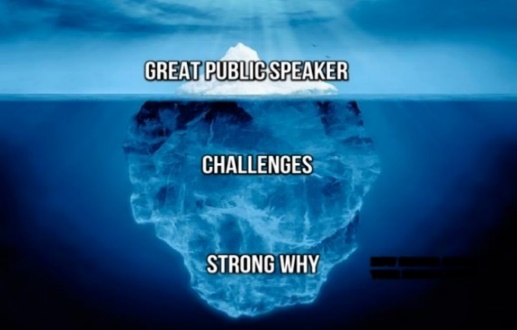 GREAT PUBLIC SPEAKER
CHALLENGES
STRONG WHY